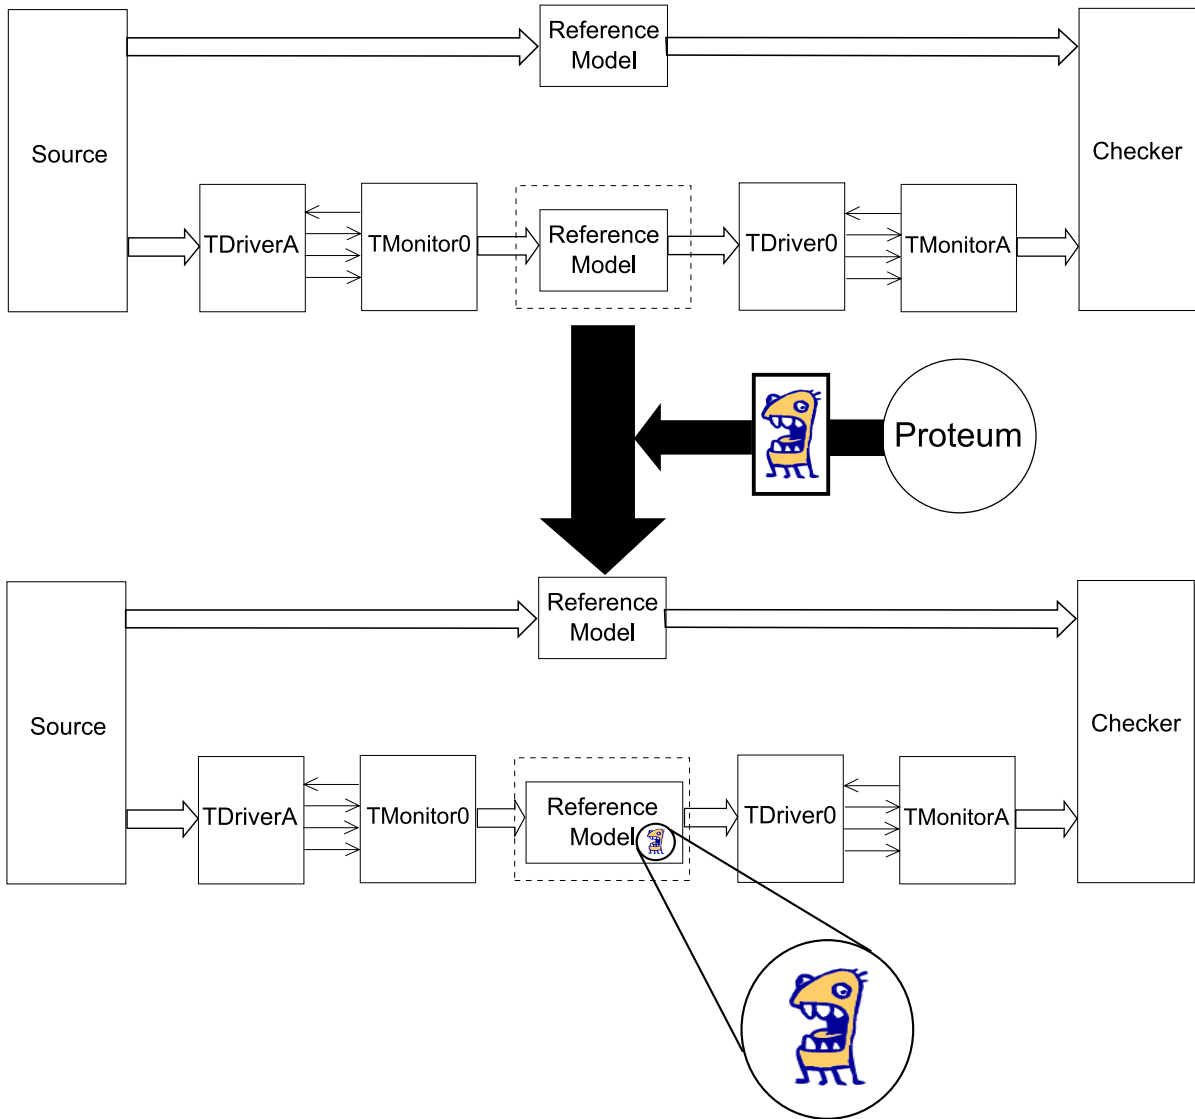 Reference
Model
Source
Checker
TDriverA
TMonitor0
Reference
Model
TDriver0
TMonitorA
Proteum
Reference
Model
Source
Checker
TDriverA
TMonitor0
Reference
Model
TDriver0
TMonitorA